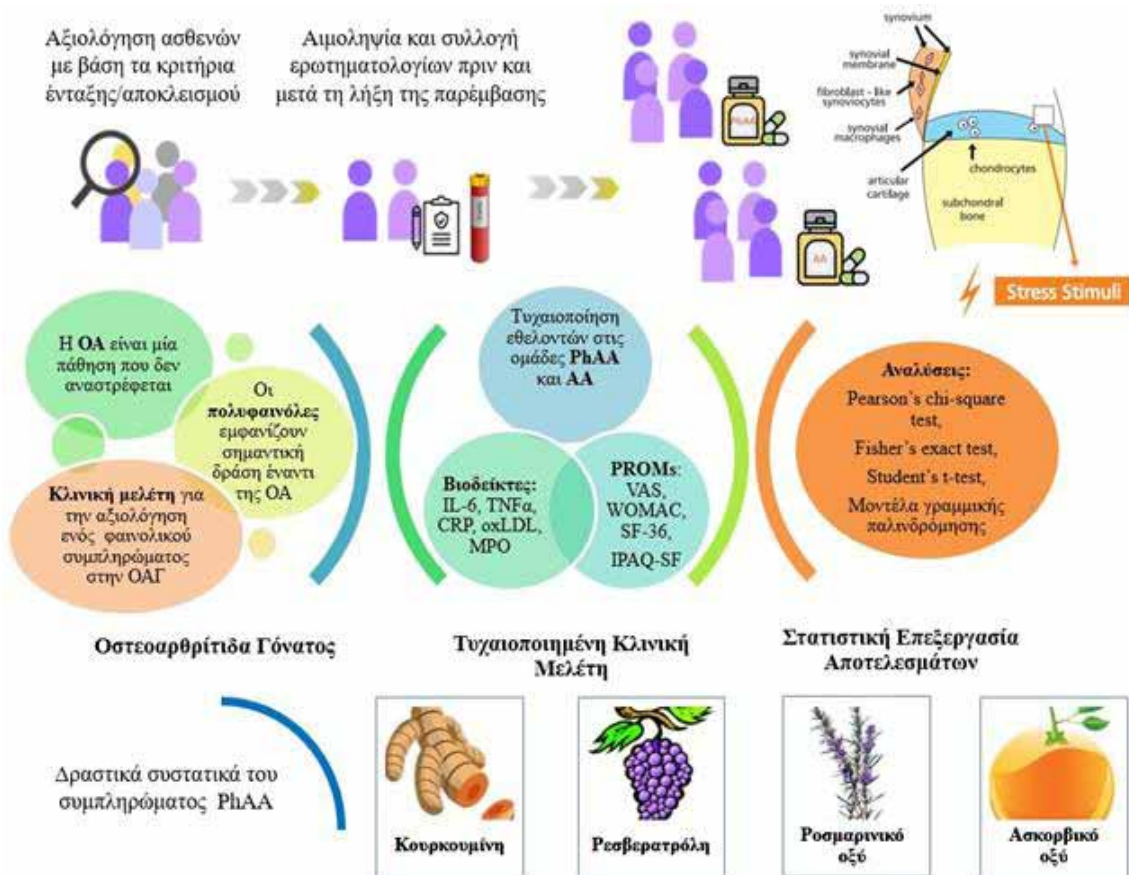 Αξιολόγηση ασθενών
με βάση τα κριτήρια
ένταξης/αποκλεισμού
Αιμοληψία και συλλογή
ερωτηματολογίων πριν και
μετά τη λήξη της παρέμβασης
PhAA
AA
synovium
synovial
membrane
fibroblast - like
synoviocytes
synovial
macrophages
articular
cartilage
chondrocytes
subchondral
bone
Stress Stimuli
Η ΟΑ είναι μία
πάθηση που δεν
αναστρέφεται
Οι
πολυφαινόλες
εμφανίζουν
σημαντική
δράση έναντι
της ΟΑ
Κλινική μελέτη για
την αξιολόγηση
ενός φαινολικού
συμπληρώματος
στην ΟΑΓ
Τυχαιοποίηση
εθελοντών στις
ομάδες PhAA
και AA
Βιοδείκτες:
IL-6, TNFα,
CRP, oxLDL,
MPO
PROMs:
VAS,
WOMAC,
SF-36,
IPAQ-SF
Αναλύσεις:
Pearson's chi-square
test,
Fisher's exact test,
Student's t-test,
Μοντέλα γραμμικής
παλινδρόμησης
Οστεοαρθρίτιδα Γόνατος
Τυχαιοποιημένη Κλινική
Μελέτη
Στατιστική Επεξεργασία
Αποτελεσμάτων
Δραστικά συστατικά του
συμπληρώματος PhAA
Κουρκουμίνη
Ρεσβερατρόλη
Ροσμαρινικό
οξύ
Ασκορβικό
οξύ